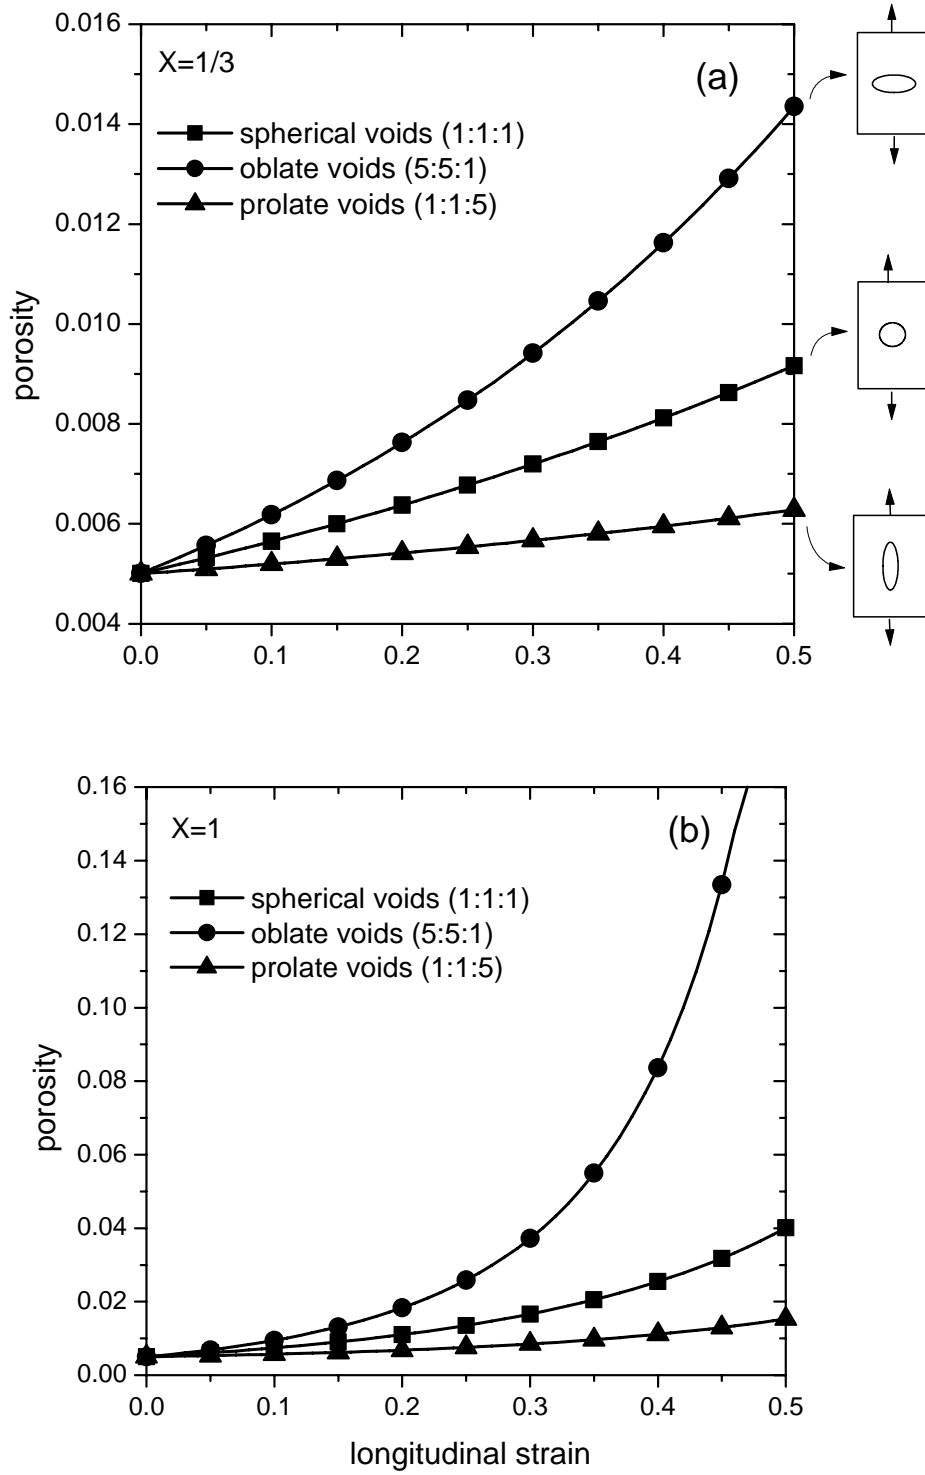 0.016
X=1/3
(a)
spherical voids (1:1:1)
oblate voids (5:5:1)
prolate voids (1:1:5)
0.014
0.012
0.010
0.008
0.006
0.004
porosity
0.0 0.1 0.2 0.3 0.4 0.5
0.16
X=1
(b)
spherical voids (1:1:1)
oblate voids (5:5:1)
prolate voids (1:1:5)
0.14
0.12
0.10
0.08
0.06
0.04
0.02
0.00
porosity
0.0 0.1 0.2 0.3 0.4 0.5
longitudinal strain